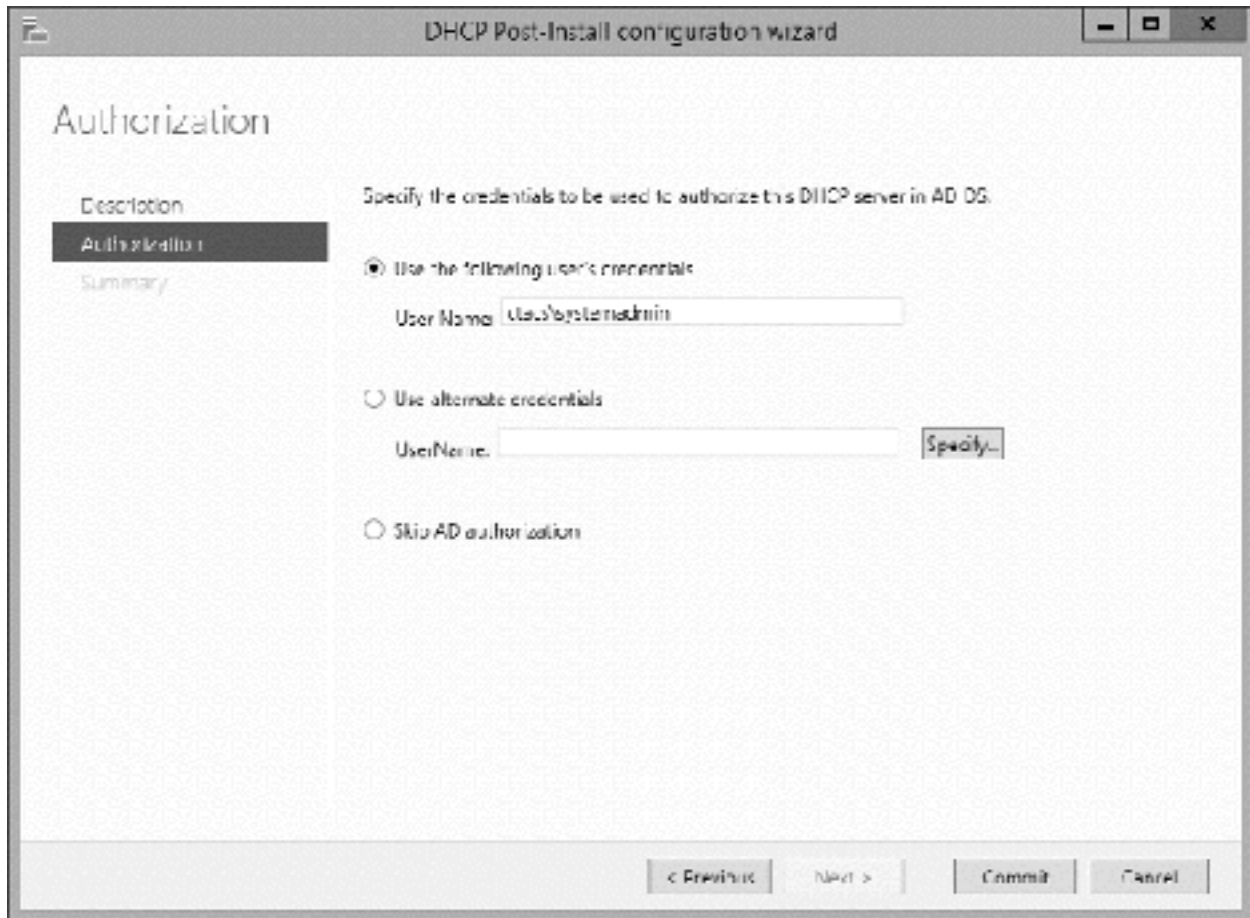 DHCP Post-Install configuration wizard
Authorization
Description
Authorization
Summary
Specify the credentials to be used to authorize this DHCP server in AD DS.
Use the following user's credentials
User Name:
Use alternate credentials
UserName:
Specify...
Skip AD authorization
< Previous
Next >
Commit
Cancel